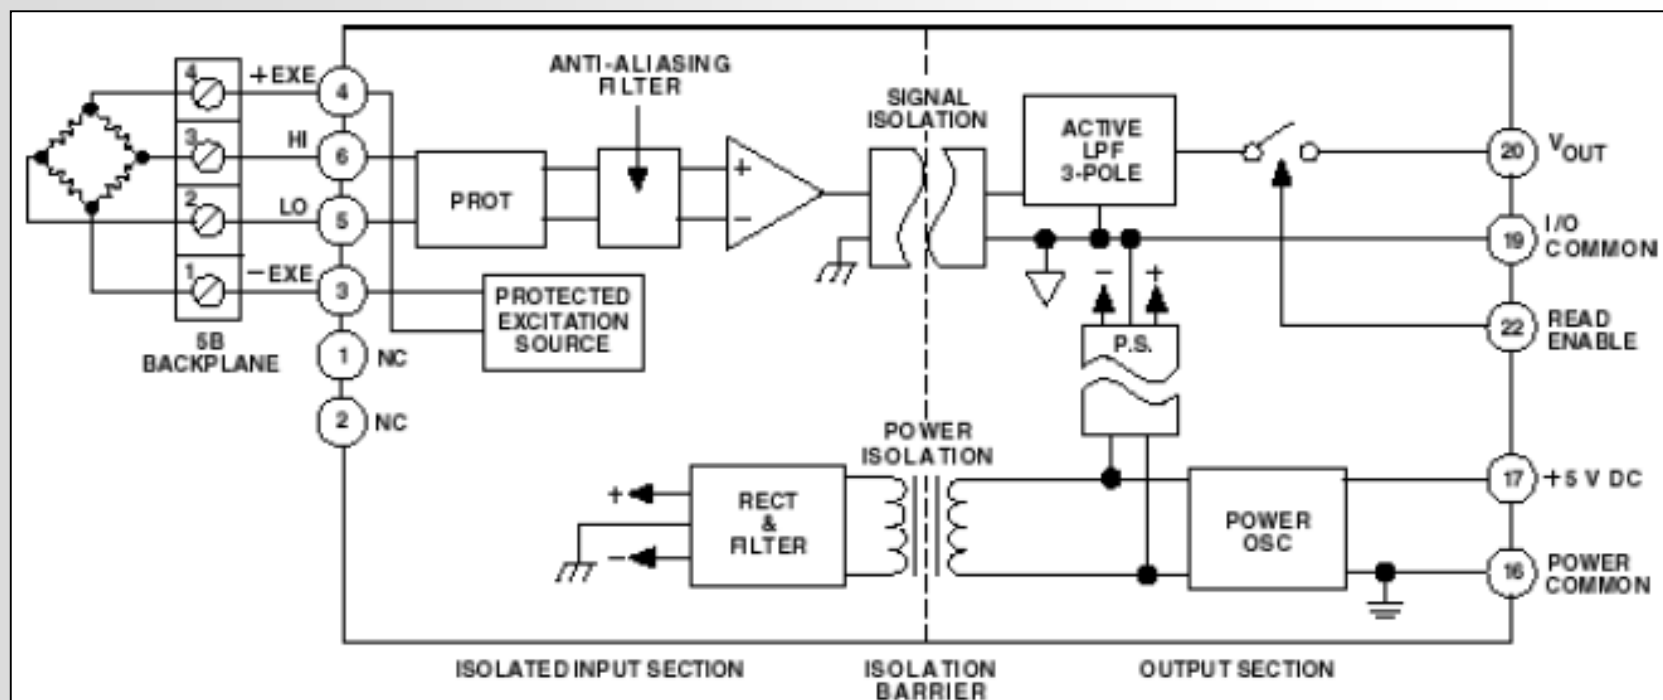 ANTI-ALIASING
FILTER
SIGNAL
ISOLATION
ACTIVE
LPF
3-POLE
4
+EXE
4
3
HI
6
2
LO
5
1
−EXE
3
5B
BACKPLANE
1
NC
2
NC
PROT
+
−
PROTECTED
EXCITATION
SOURCE
20
VOUT
19
I/O
COMMON
22
READ
ENABLE
−
+
P.S.
POWER
ISOLATION
+
−
RECT
&
FILTER
POWER
OSC
17
+5 V DC
16
POWER
COMMON
ISOLATED INPUT SECTION
ISOLATION
BARRIER
OUTPUT SECTION